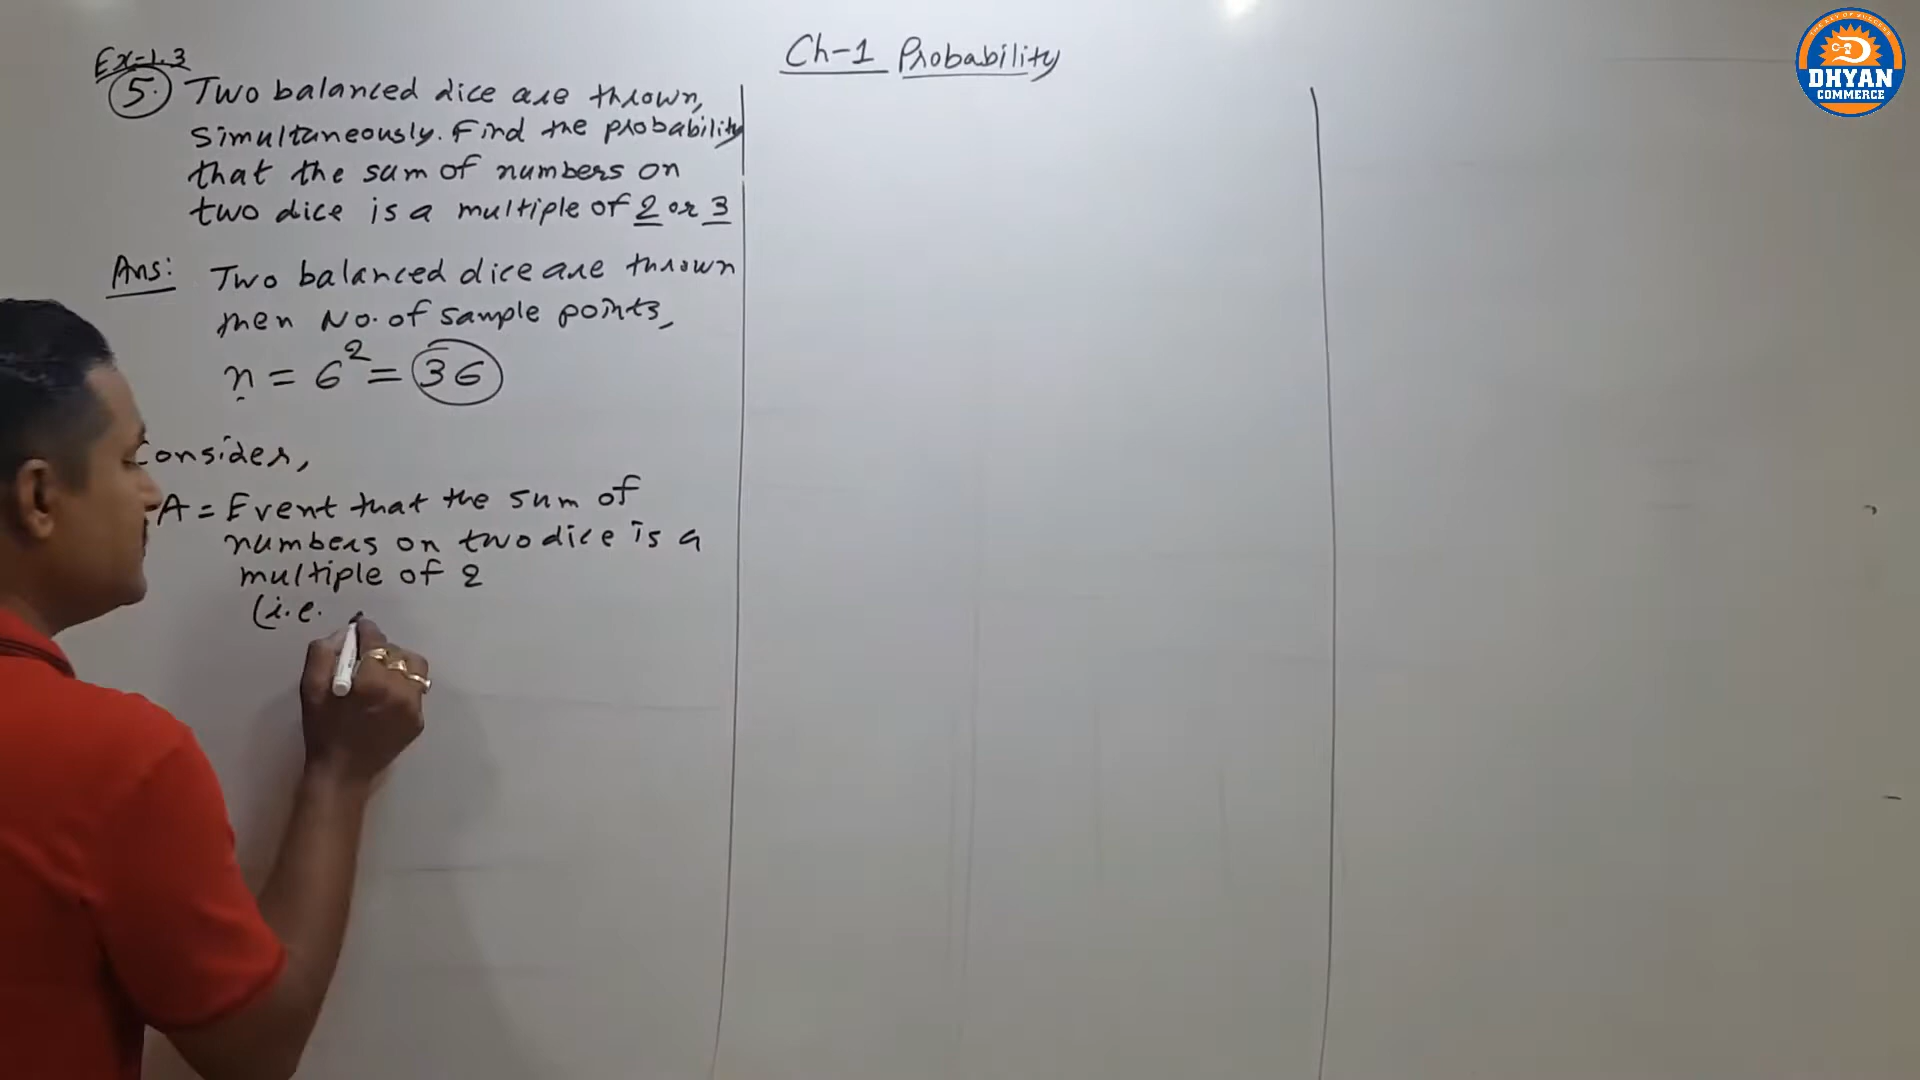 Ch-1 Probability
Ex-1.3
5. Two balanced dice are thrown,
simultaneously. Find the probability
that the sum of numbers on
two dice is a multiple of 2 or 3
Ans: Two balanced dice are thrown
then No. of sample points,
n = 6² = 36
Consider,
A = Event that the sum of
numbers on two dice is a
multiple of 2
(i.e.
DHYAN
COMMERCE